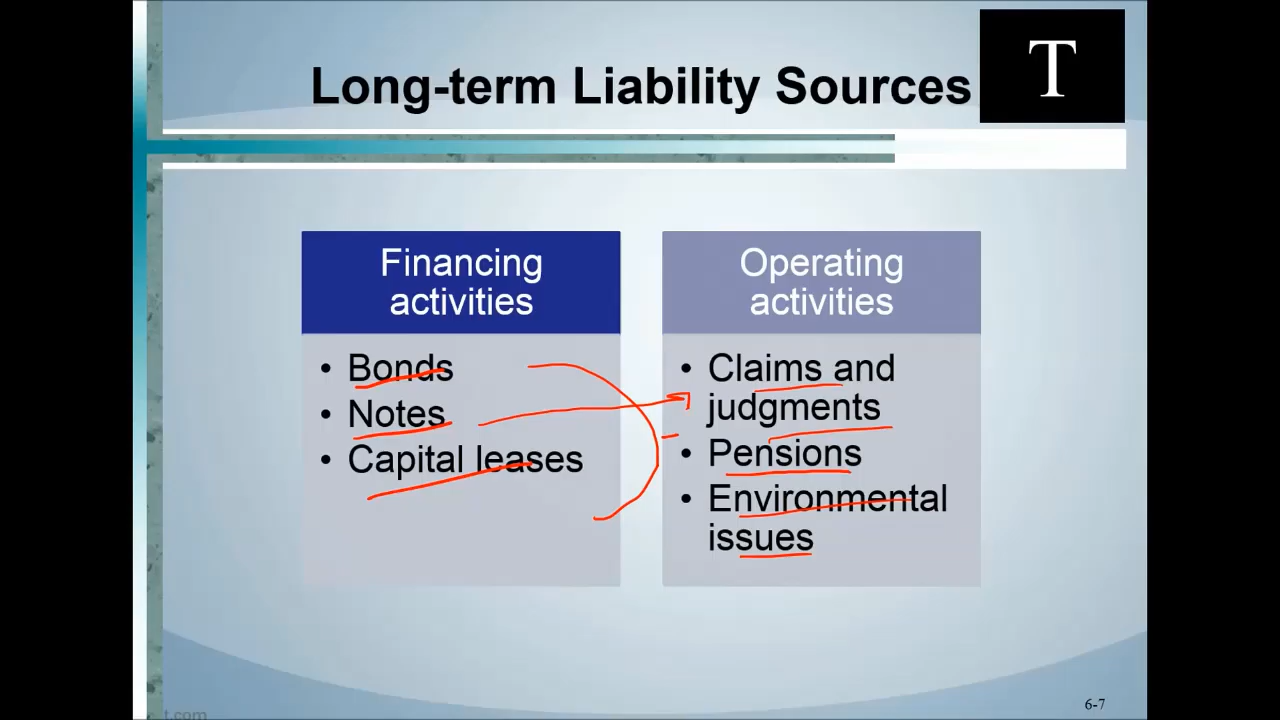 Long-term Liability Sources
T
Financing
activities
• Bonds
• Notes
• Capital leases
Operating
activities
• Claims and
judgments
• Pensions
• Environmental
issues
6-7
t.com